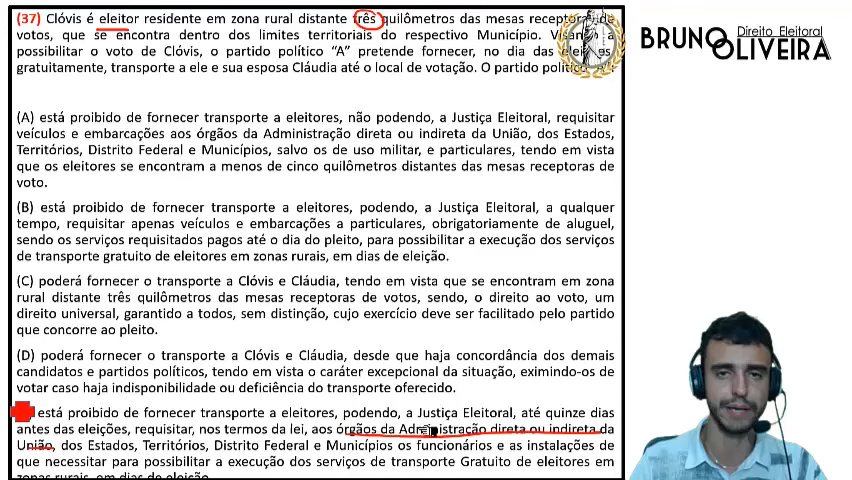 (37) Clóvis é eleitor residente em zona rural distante três quilômetros das mesas receptoras de
votos, que se encontra dentro dos limites territoriais do respectivo Município. Visando a
possibilitar o voto de Clóvis, o partido político "A" pretende fornecer, no dia das eleições
gratuitamente, transporte a ele e sua esposa Cláudia até o local de votação. O partido político
(A) está proibido de fornecer transporte a eleitores, não podendo, a Justiça Eleitoral, requisitar
veículos e embarcações aos órgãos da Administração direta ou indireta da União, dos Estados,
Territórios, Distrito Federal e Municípios, salvo os de uso militar, e particulares, tendo em vista
que os eleitores se encontram a menos de cinco quilômetros distantes das mesas receptoras de
voto.
(B) está proibido de fornecer transporte a eleitores, podendo, a Justiça Eleitoral, a qualquer
tempo, requisitar apenas veículos e embarcações a particulares, obrigatoriamente de aluguel,
sendo os serviços requisitados pagos até o dia do pleito, para possibilitar a execução dos serviços
de transporte gratuito de eleitores em zonas rurais, em dias de eleição.
(C) poderá fornecer o transporte a Clóvis e Cláudia, tendo em vista que se encontram em zona
rural distante três quilômetros das mesas receptoras de votos, sendo, o direito ao voto, um
direito universal, garantido a todos, sem distinção, cujo exercício deve ser facilitado pelo partido
que concorre ao pleito.
(D) poderá fornecer o transporte a Clóvis e Cláudia, desde que haja concordância dos demais
candidatos e partidos políticos, tendo em vista o caráter excepcional da situação, eximindo-os de
votar caso haja indisponibilidade ou deficiência do transporte oferecido.
está proibido de fornecer transporte a eleitores, podendo, a Justiça Eleitoral, até quinze dias
antes das eleições, requisitar, nos termos da lei, aos órgãos da Administração direta ou indireta da
União, dos Estados, Territórios, Distrito Federal e Municípios os funcionários e as instalações de
que necessitar para possibilitar a execução dos serviços de transporte Gratuito de eleitores em
zonas rurais, em dias de eleição.
BRUNO Direito Eleitoral
OLIVEIRA